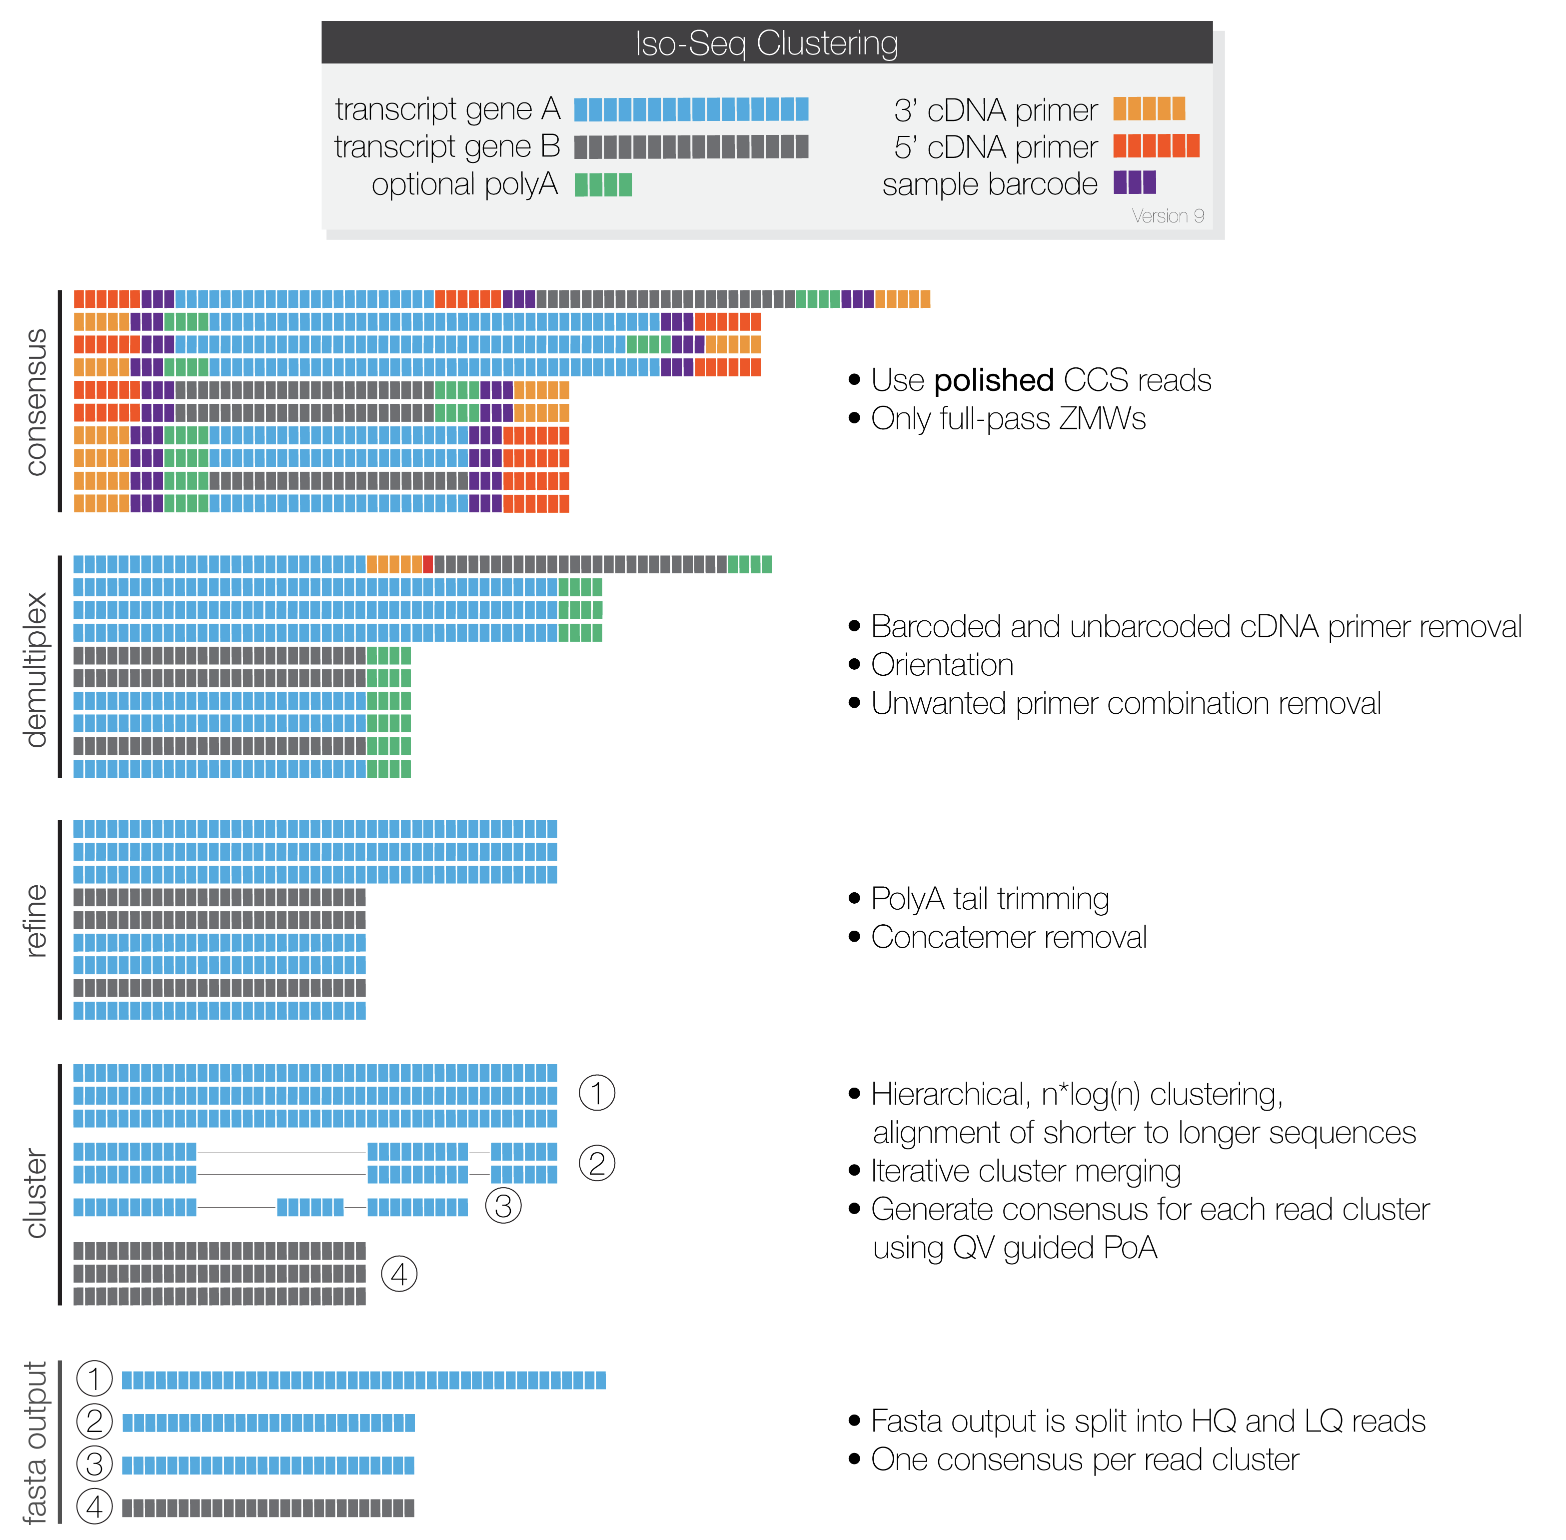 Iso-Seq Clustering
transcript gene A
transcript gene B
optional polyA
3’ cDNA primer
5’ cDNA primer
sample barcode
Version 9
consensus
• Use polished CCS reads
• Only full-pass ZMWs
demultiplex
• Barcoded and unbarcoded cDNA primer removal
• Orientation
• Unwanted primer combination removal
refine
• PolyA tail trimming
• Concatemer removal
cluster
1
2
3
4
• Hierarchical, n*log(n) clustering,
alignment of shorter to longer sequences
• Iterative cluster merging
• Generate consensus for each read cluster
using QV guided PoA
fasta output
1
2
3
4
• Fasta output is split into HQ and LQ reads
• One consensus per read cluster